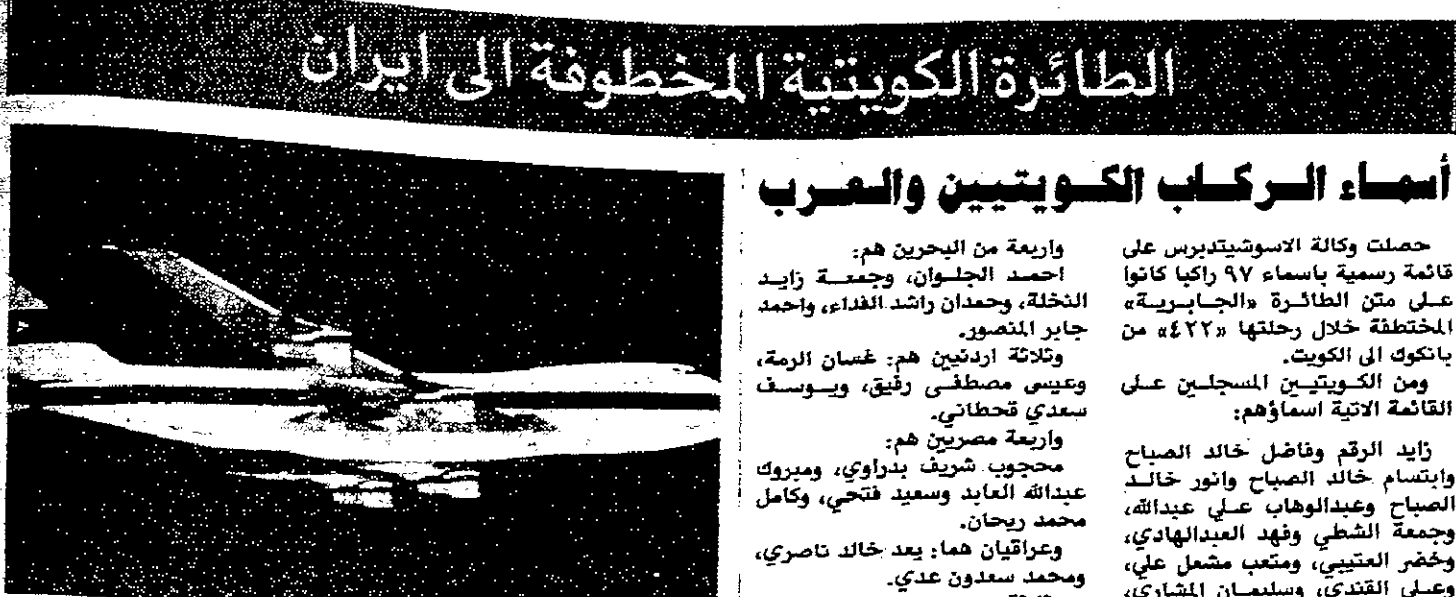 الطائرة الكويتية المخطوفة الى ايران
أسماء الركاب الكويتيين والعرب
حصلت وكالة الاسوشيتدبرس على
قائمة رسمية باسماء ٩٧ راكبا كانوا
على متن الطائرة «الجابرية»
المختطفة خلال رحلتها «٤٢٢» من
بانكوك الى الكويت.
ومن الكويتيين المسجلين على
القائمة الاتية اسماؤهم:
زايد الرقم وفاضل خالد الصباح
وابتسام خالد الصباح وانور خالد
الصباح وعبدالوهاب علي عبدالله،
وجمعة الشطي وفهد العبدالهادي،
وخضر العتيبي، ومتعب مشعل علي،
وعلي القندي، وسليمان المشاري،
واربعة من البحرين هم:
احمد الجلوان، وجمعة زايد
النخلة، وحمدان راشد الفداء، واحمد
جابر المنصور.
وثلاثة اردنيين هم: غسان الرمة،
وعيسى مصطفى رفيق، ويوسف
سعدي قحطاني.
واربعة مصريين هم:
محجوب شريف بدراوي، ومبروك
عبدالله العابد وسعيد فتحي، وكامل
محمد ريحان.
وعراقيان هما: يعد خالد ناصري،
ومحمد سعدون عدي.